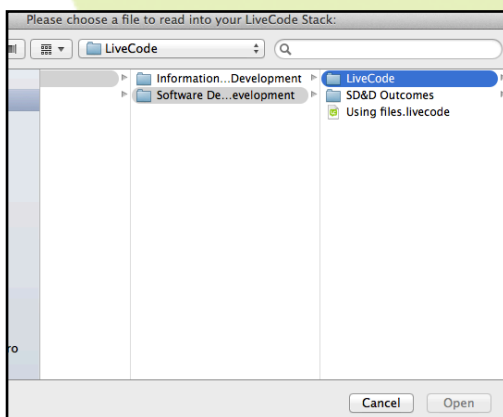 Please choose a file to read into your LiveCode Stack:
LiveCode
Information...Development
LiveCode
Software De...evelopment
SD&D Outcomes
Using files.livecode
ro
Cancel
Open